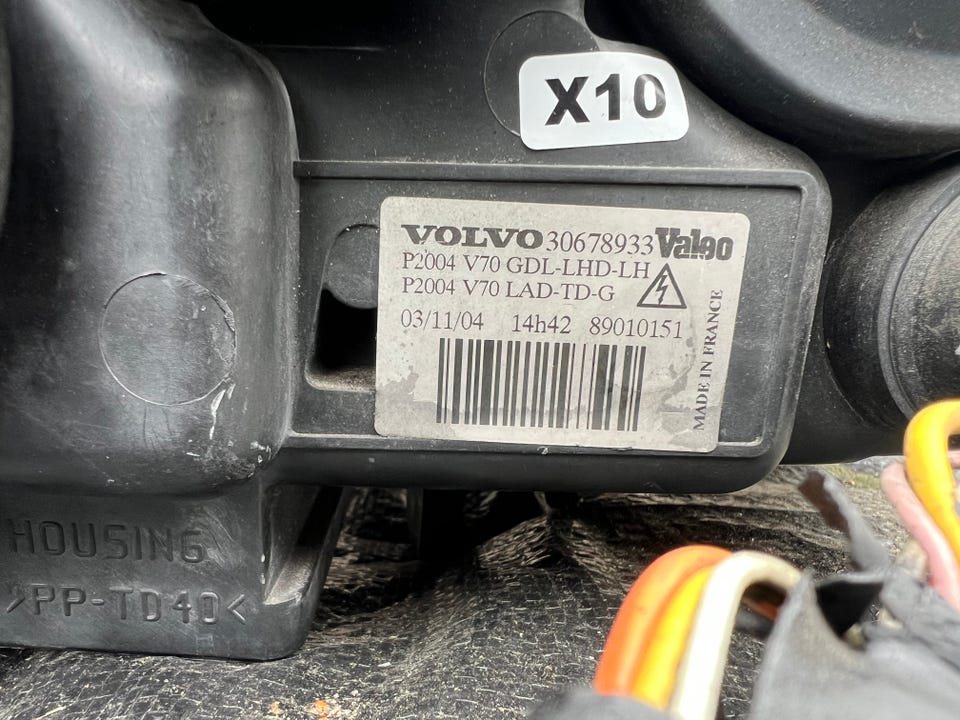 X10
VOLVO 30678933 Valeo
P2004 V70 GDL-LHD-LH
P2004 V70 LAD-TD-G
03/11/04 14h42 89010151
MADE IN FRANCE
HOUSING
>PP-TD40<